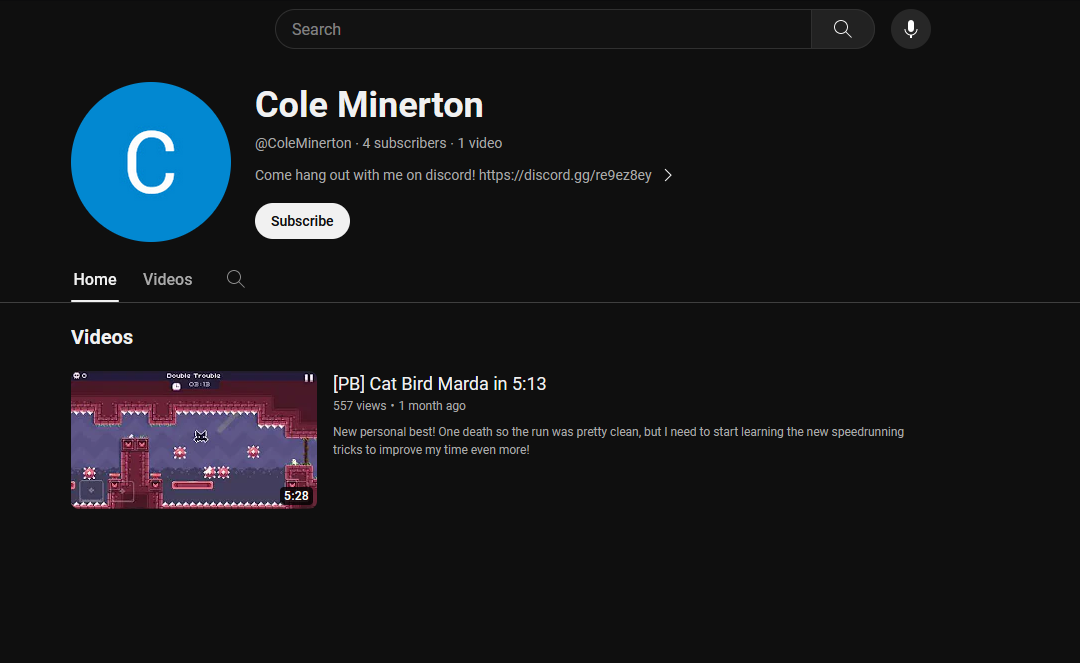 Search
C
Cole Minerton
@ColeMinerton · 4 subscribers · 1 video
Come hang out with me on discord! https://discord.gg/re9ez8ey
Subscribe
Home Videos
Videos
0 Double Trouble
03:13
5:28
[PB] Cat Bird Marda in 5:13
557 views • 1 month ago
New personal best! One death so the run was pretty clean, but I need to start learning the new speedrunning
tricks to improve my time even more!